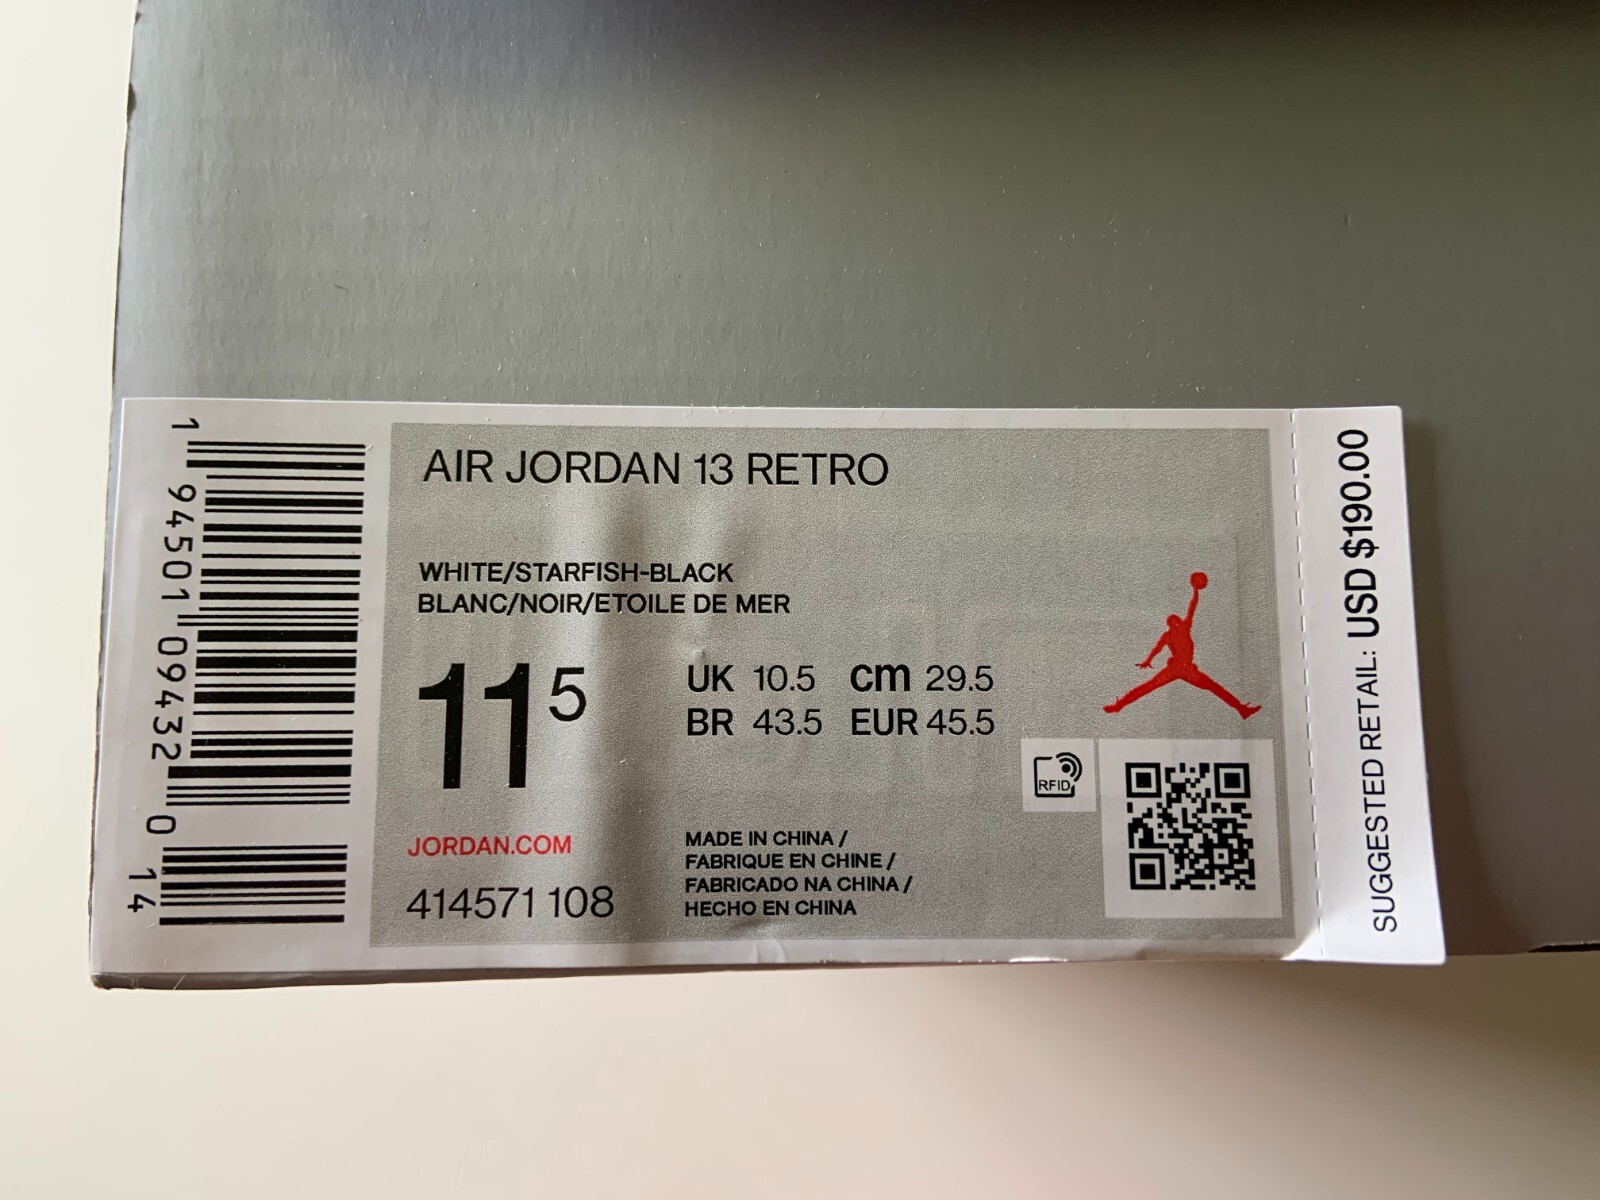 AIR JORDAN 13 RETRO
WHITE/STARFISH-BLACK
BLANC/NOIR/ETOILE DE MER
11 5
UK 10.5 cm 29.5
BR 43.5 EUR 45.5
RFID
JORDAN.COM
414571 108
MADE IN CHINA /
FABRIQUE EN CHINE /
FABRICADO NA CHINA /
HECHO EN CHINA
1 94501 09432 0 14
SUGGESTED RETAIL: USD $190.00